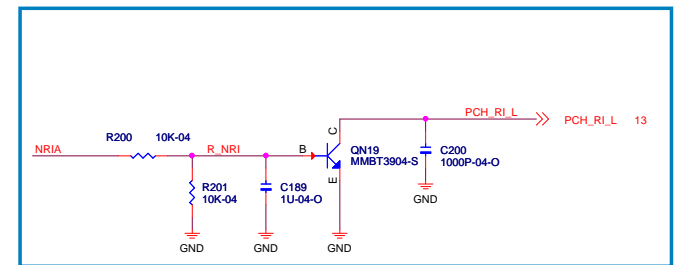 PCH_RI_L
PCH_RI_L 13
NRIA
R200 10K-04
R_NRI
B
C
E
QN19
MMBT3904-S
C200
1000P-04-O
R201
10K-04
C189
1U-04-O
GND
GND
GND
GND